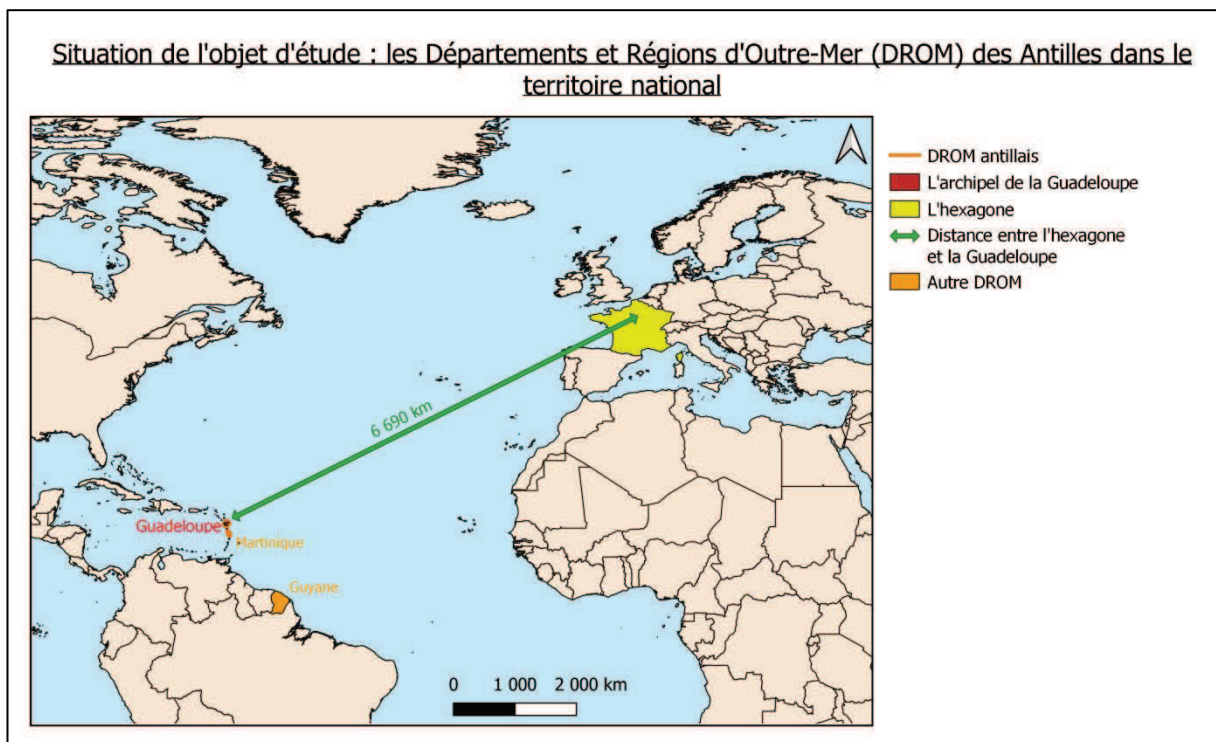 Situation de l'objet d'étude : les Départements et Régions d'Outre-Mer (DROM) des Antilles dans le
territoire national
DROM antillais
L'archipel de la Guadeloupe
L'hexagone
Distance entre l'hexagone
et la Guadeloupe
Autre DROM
6 690 km
Guadeloupe
Martinique
Guyane
0 1 000 2 000 km